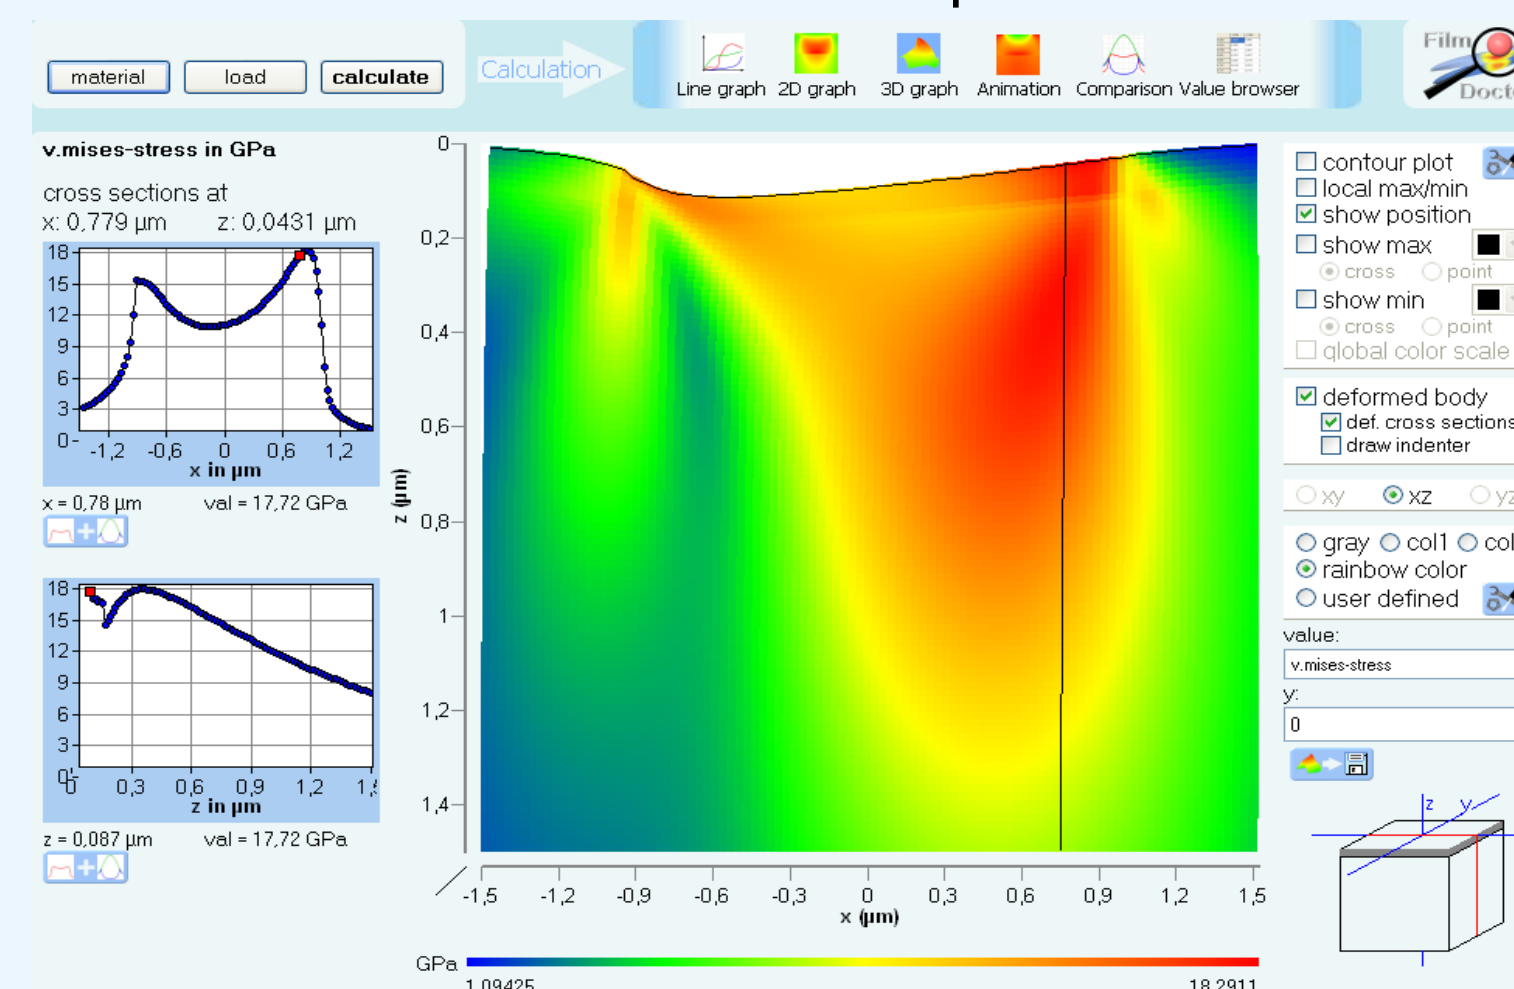 material
load
calculate
Calculation
Line graph
2D graph
3D graph
Animation
Comparison
Value browser
Film
v.mises-stress in GPa
cross sections at
x: 0,779 µm
z: 0,0431 µm
18
15
12
9
6
3
0
-1,2
-0,6
0
0,6
1,2
x in µm
x = 0,78 µm
val = 17,72 GPa
18
15
12
9
6
3
0
0
0,3
0,6
0,9
1,2
z in µm
z = 0,087 µm
val = 17,72 GPa
0
0,2
0,4
0,6
0,8
1
1,2
1,4
z (µm)
-1,5
-1,2
-0,9
-0,6
-0,3
0
0,3
0,6
0,9
1,2
1,5
x (µm)
GPa
1.09425
18.2911
contour plot
local max/min
show position
show max
cross
point
show min
cross
point
global color scale
deformed body
def. cross sections
draw indenter
xy
xz
yz
gray
col1
col
rainbow color
user defined
value:
v.mises-stress
y:
0
z
y